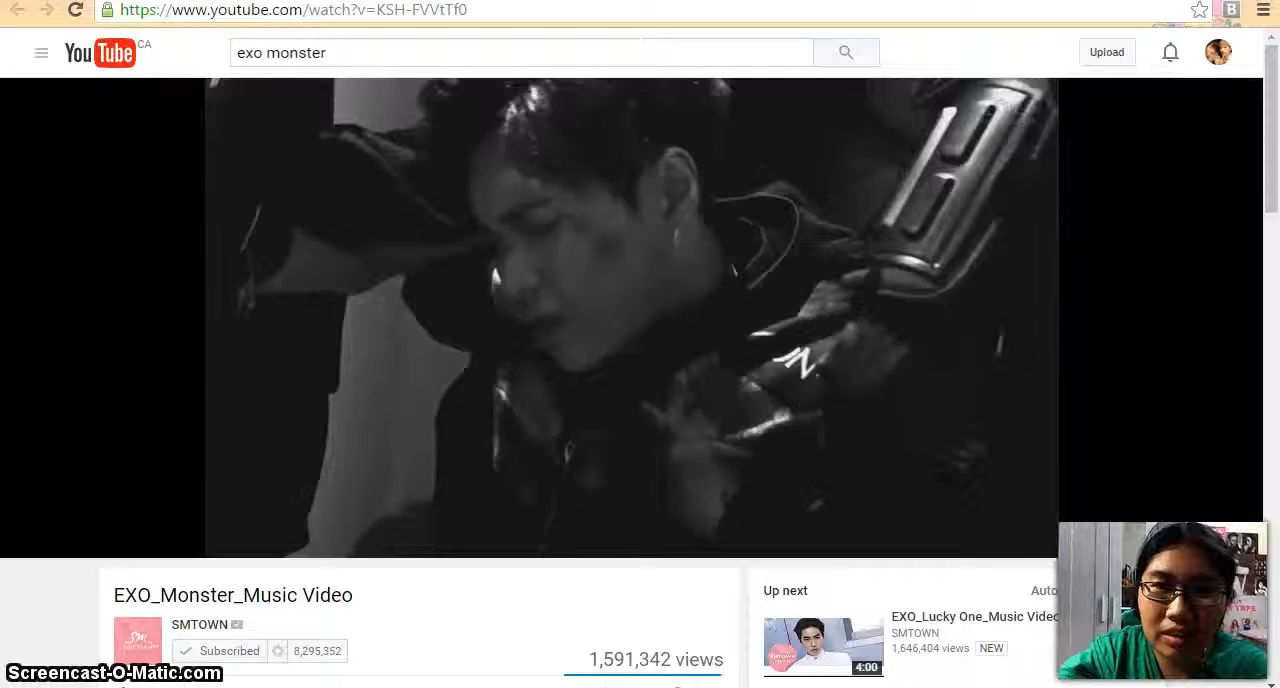 https://www.youtube.com/watch?v=KSH-FVVtTf0
B
YouTube CA
exo monster
Upload
EXO_Monster_Music Video
SMTOWN
Subscribed 8,295,352
1,591,342 views
Up next
Auto
EXO_Lucky One_Music Video
SMTOWN
1,646,404 views NEW
4:00
Screencast-O-Matic.com